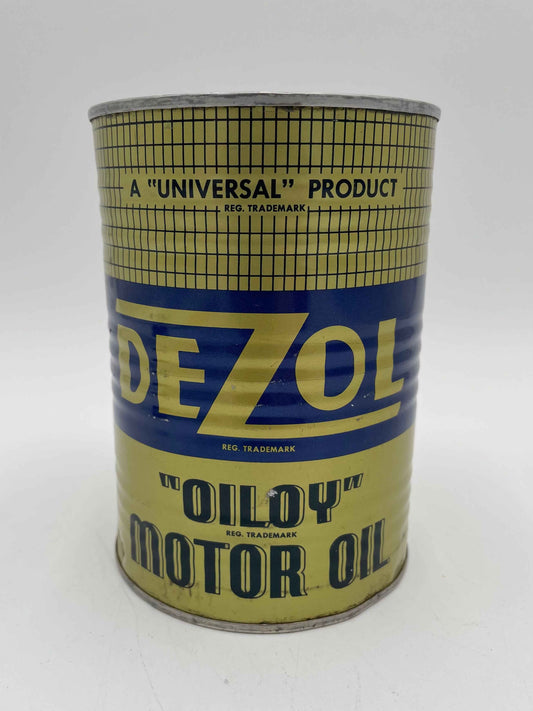 A "UNIVERSAL" PRODUCT
REG. TRADEMARK
DEZOL
REG. TRADEMARK
"OILOY"
REG. TRADEMARK
MOTOR OIL